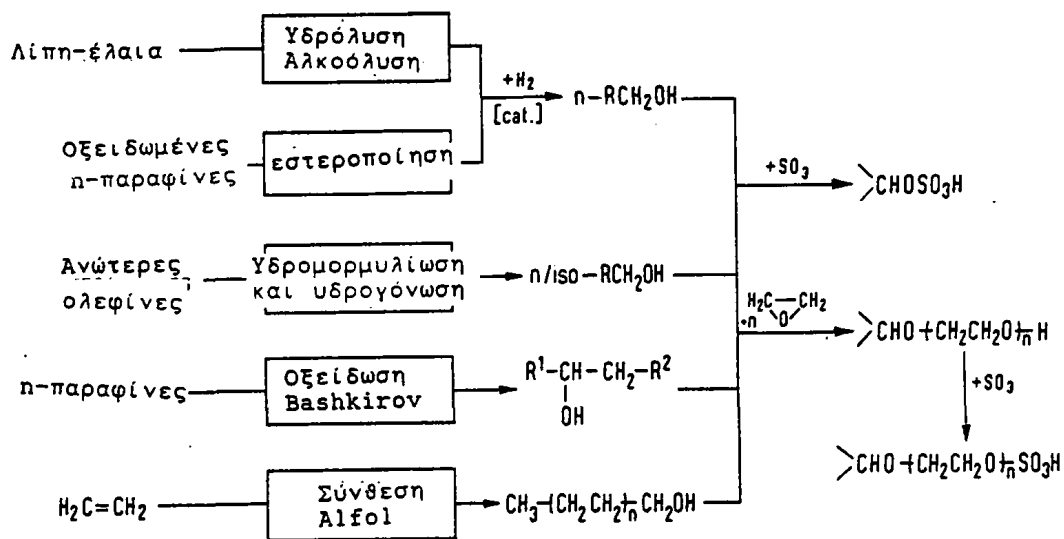 Λίπη-έλαια
Υδρόλυση
Αλκοόλυση
+H₂
[cat.]
n-RCH₂OH
Οξειδωμένες
n-παραφίνες
εστεροποίηση
+SO₃
CHOSO₃H
Ανώτερες
ολεφίνες
Υδρομορμυλίωση
και υδρογόνωση
n/iso-RCH₂OH
H₂C CH₂
O
·n
CHO(CH₂CH₂O)ₙH
n-παραφίνες
Οξείδωση
Bashkirov
R¹-CH-CH₂-R²
OH
+SO₃
CHO(CH₂CH₂O)ₙSO₃H
H₂C=CH₂
Σύνθεση
Alfol
CH₃(CH₂CH₂)ₙCH₂OH